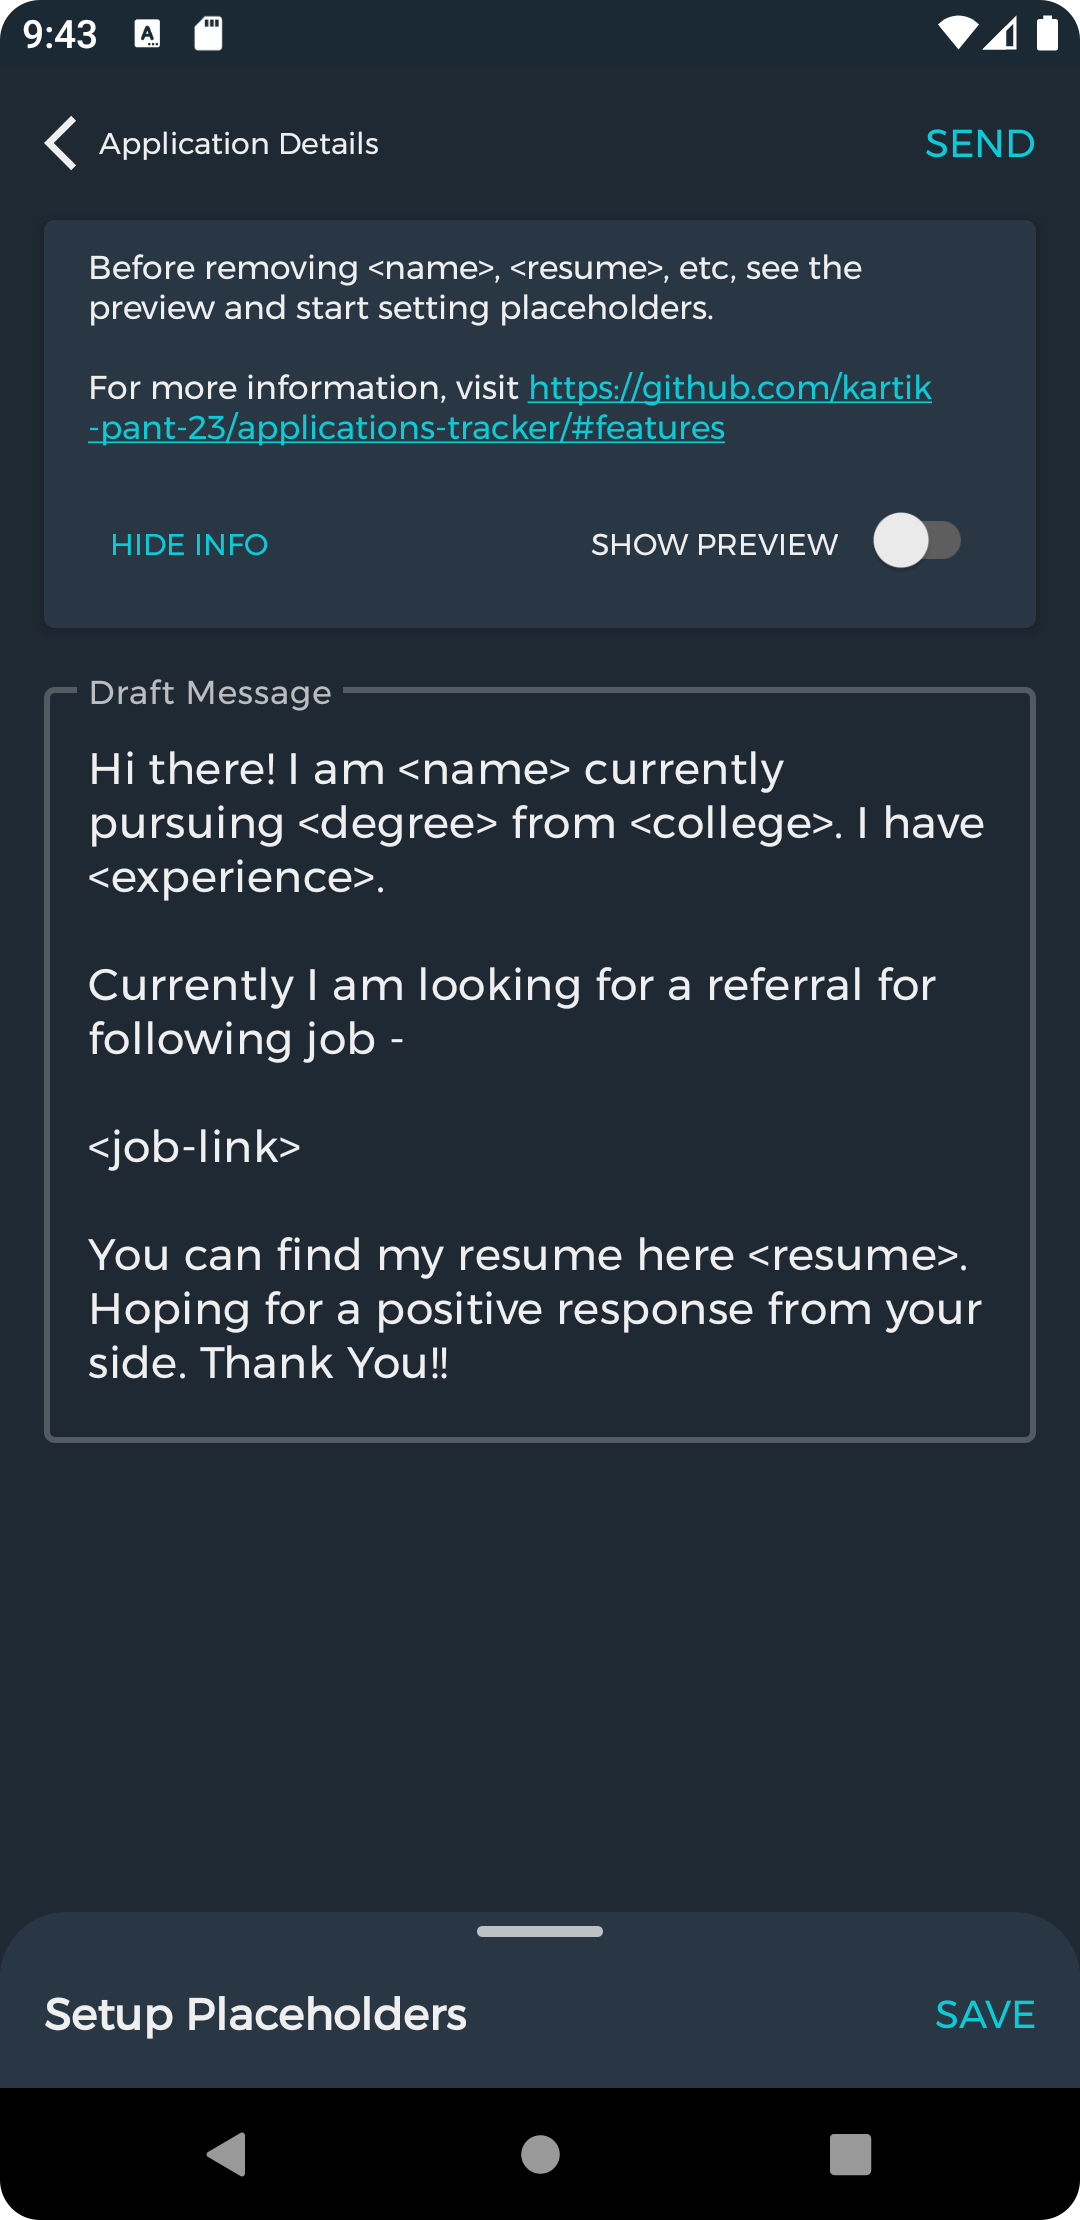 9:43
Application Details
SEND
Before removing <name>, <resume>, etc, see the
preview and start setting placeholders.
For more information, visit https://github.com/kartik
-pant-23/applications-tracker/#features
HIDE INFO
SHOW PREVIEW
Draft Message
Hi there! I am <name> currently
pursuing <degree> from <college>. I have
<experience>.
Currently I am looking for a referral for
following job -
<job-link>
You can find my resume here <resume>.
Hoping for a positive response from your
side. Thank You!!
Setup Placeholders
SAVE